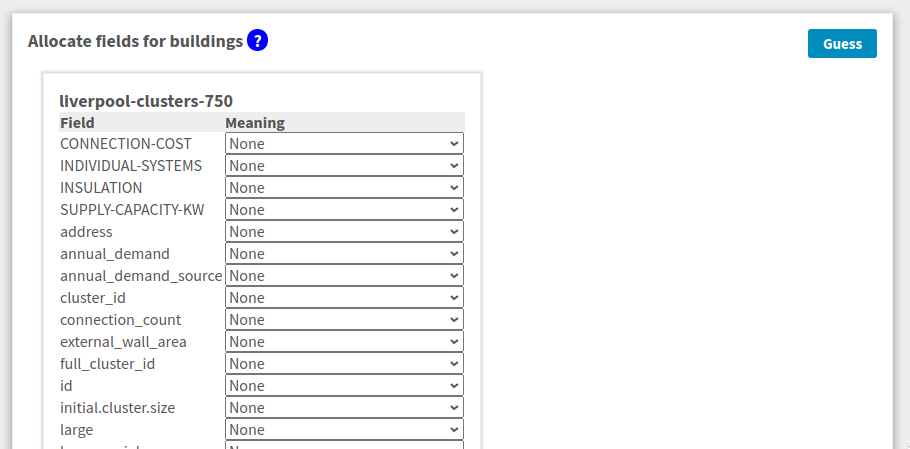 Allocate fields for buildings ?
Guess
liverpool-clusters-750
Field Meaning
CONNECTION-COST None
INDIVIDUAL-SYSTEMS None
INSULATION None
SUPPLY-CAPACITY-KW None
address None
annual_demand None
annual_demand_source None
cluster_id None
connection_count None
external_wall_area None
full_cluster_id None
id None
initial.cluster.size None
large None